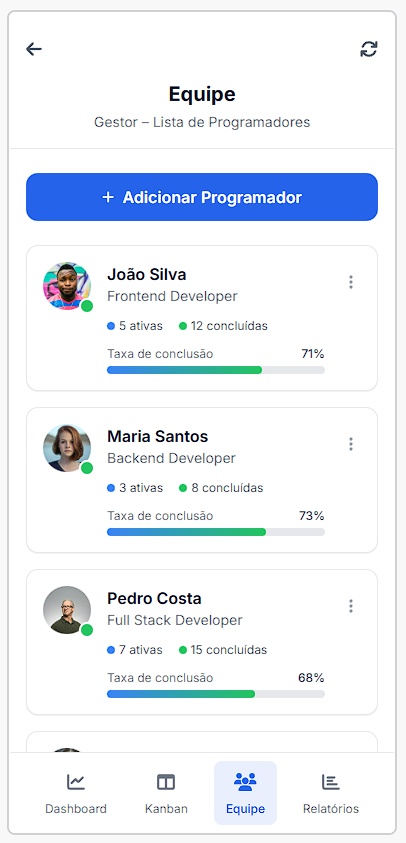 Equipe
Gestor – Lista de Programadores
+ Adicionar Programador
João Silva
Frontend Developer
5 ativas 12 concluídas
Taxa de conclusão 71%
Maria Santos
Backend Developer
3 ativas 8 concluídas
Taxa de conclusão 73%
Pedro Costa
Full Stack Developer
7 ativas 15 concluídas
Taxa de conclusão 68%
Dashboard Kanban Equipe Relatórios